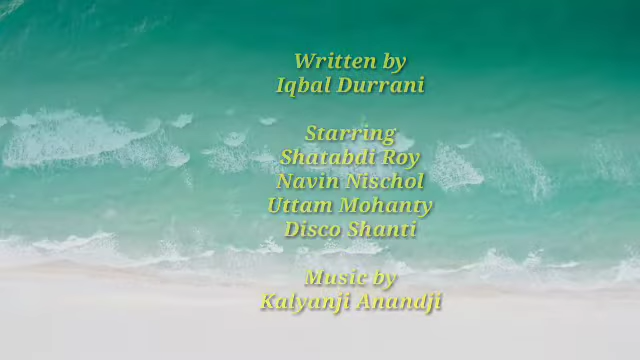 Written by
Iqbal Durrani
Starring
Shatabdi Roy
Navin Nischol
Uttam Mohanty
Disco Shanti
Music by
Kalyanji Anandji